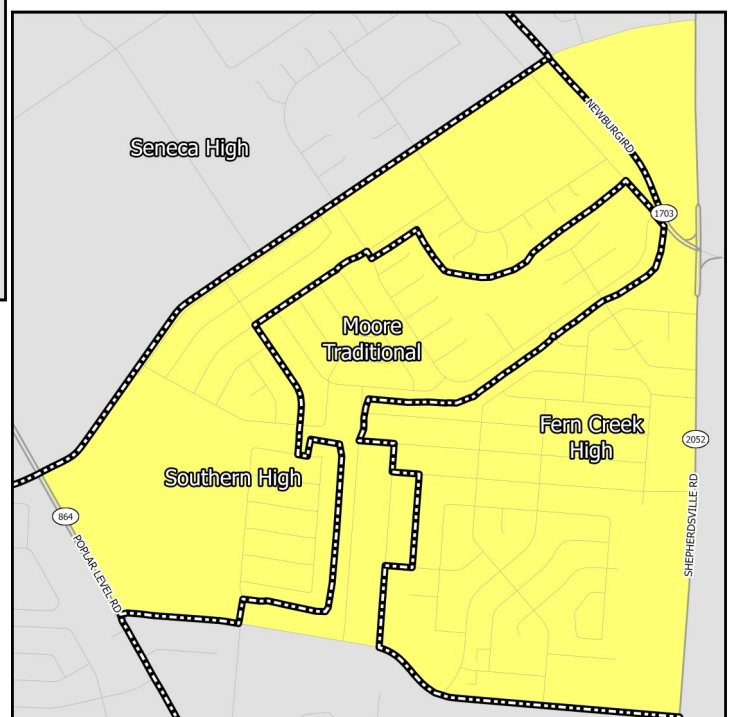 Seneca High
NEWBURG RD
1703
Moore
Traditional
Fern Creek
High
2052
Southern High
864
POPLAR LEVEL RD
SHEPHERDSVILLE RD